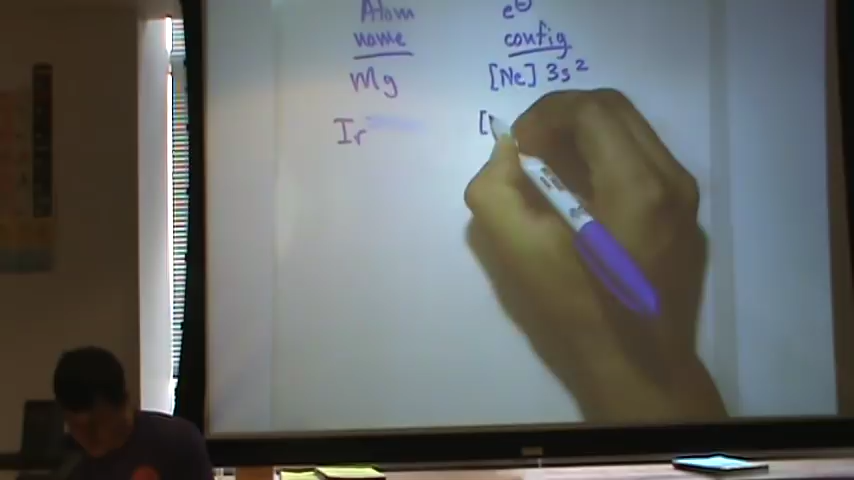 Atom e⊖
name config
Mg [Ne] 3s²
Ir [